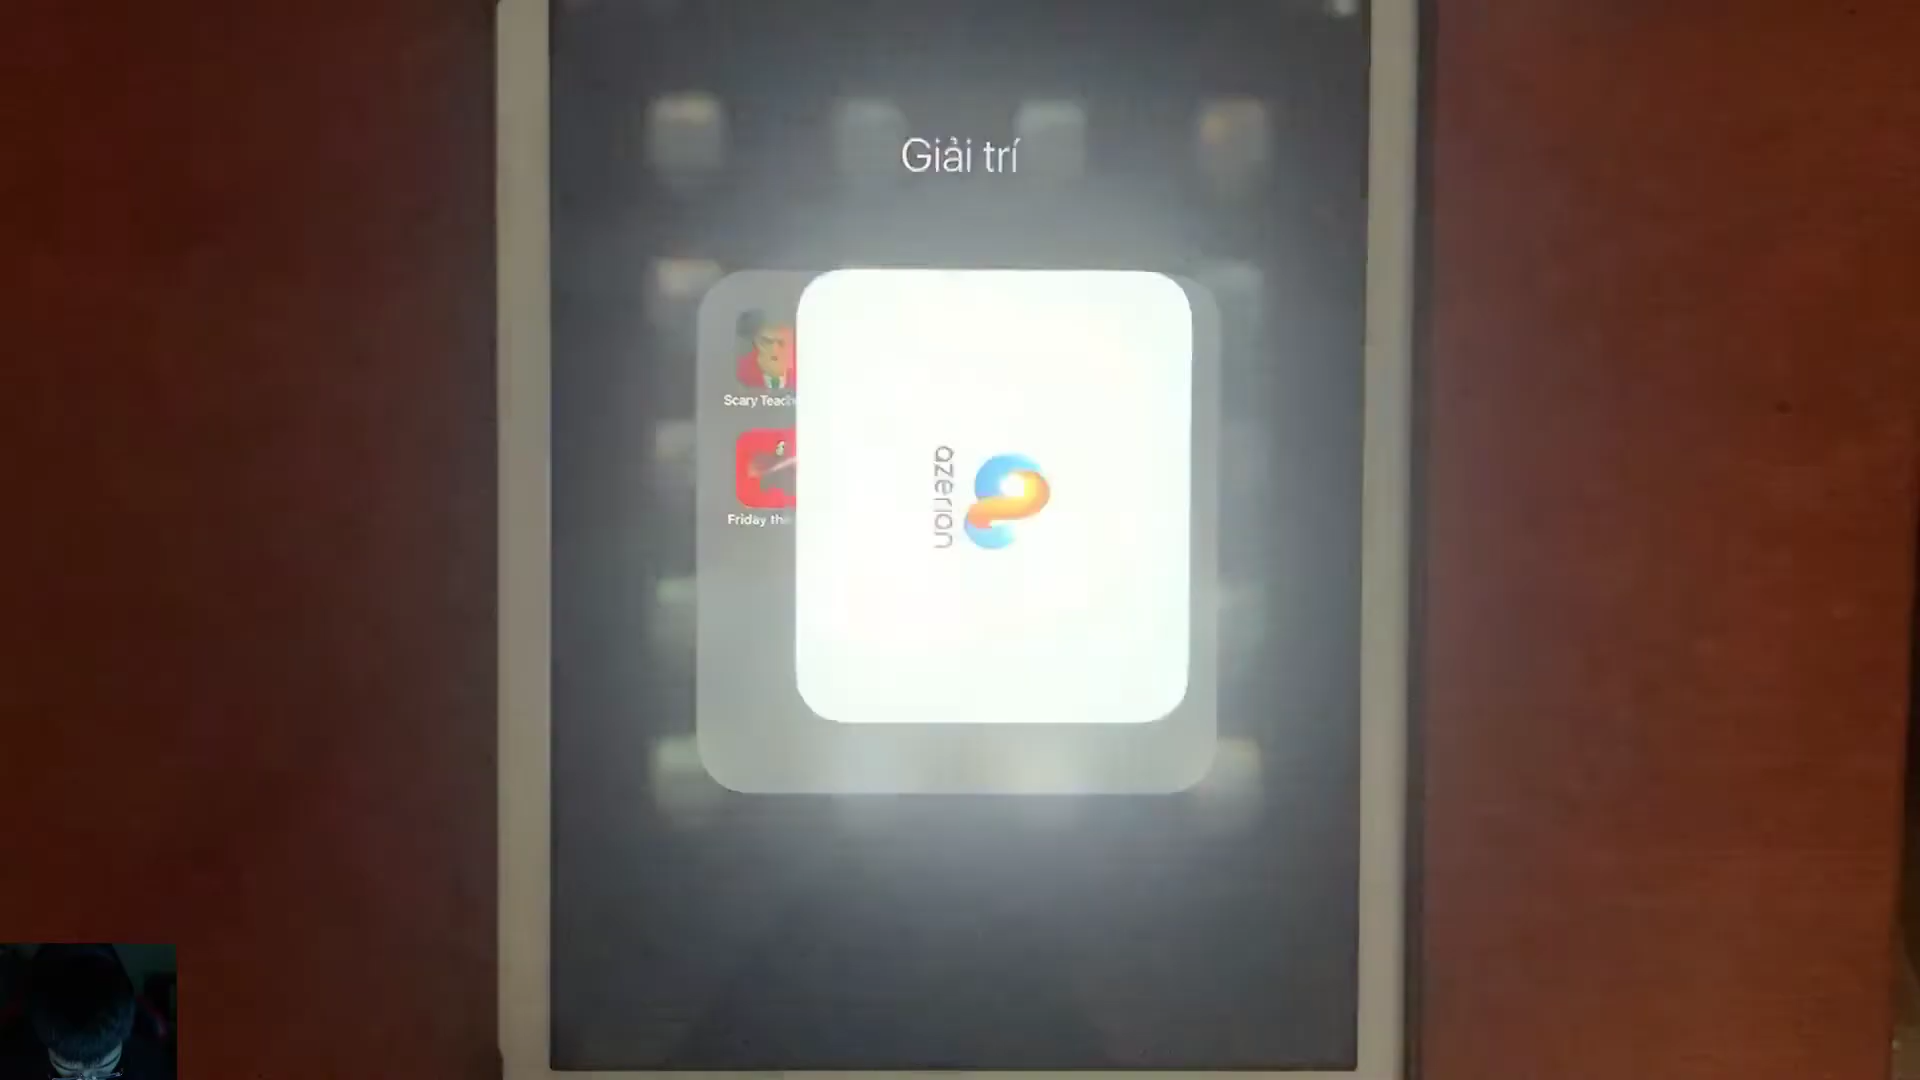 Giải trí
Scary Teach
azerion
Friday the